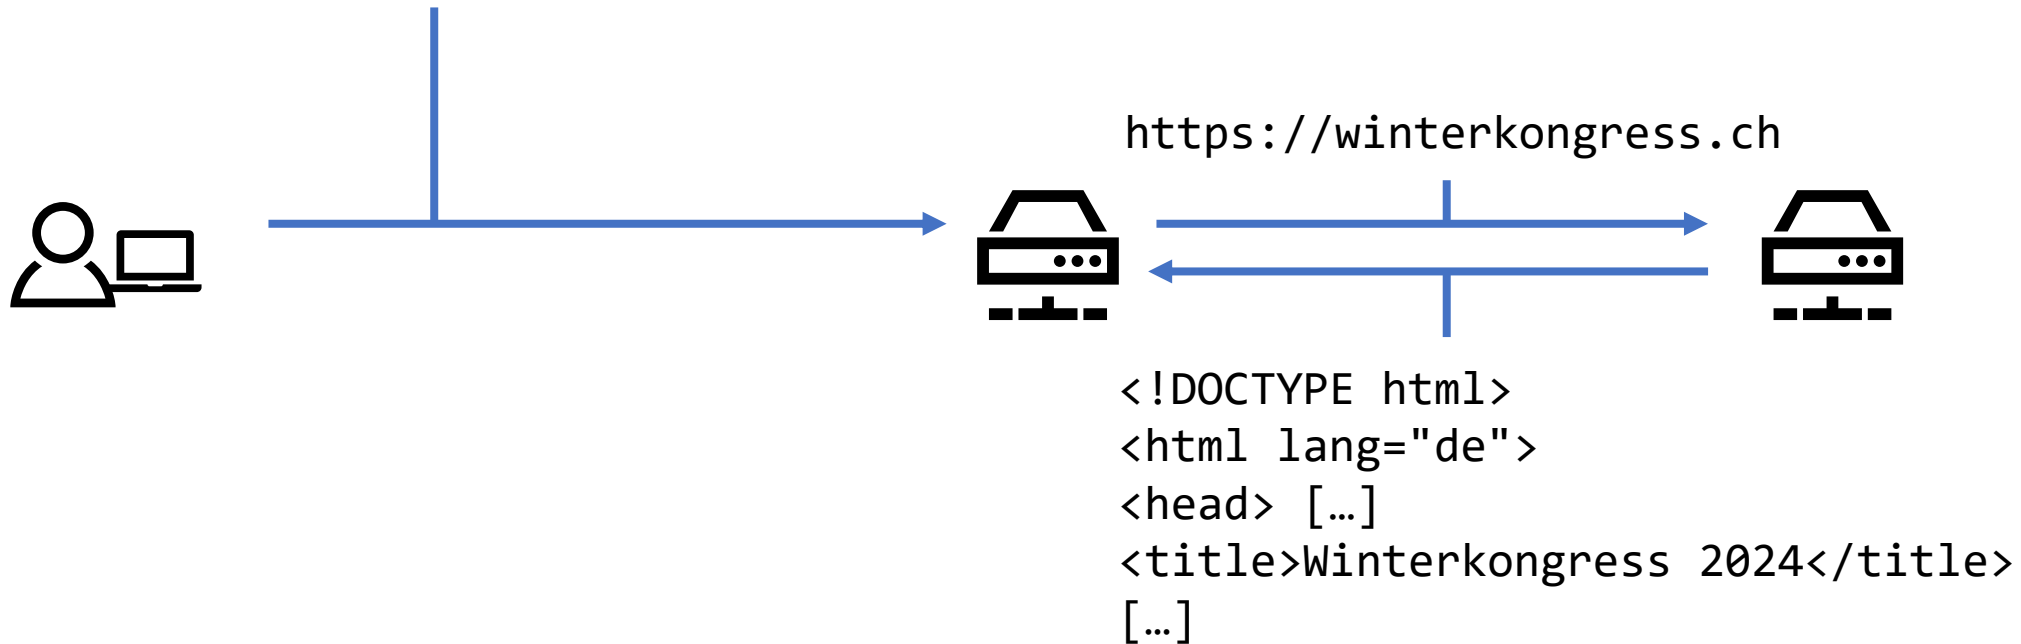 https://winterkongress.ch
<!DOCTYPE html>
<html lang="de">
<head> […]
<title>Winterkongress 2024</title>
[…]